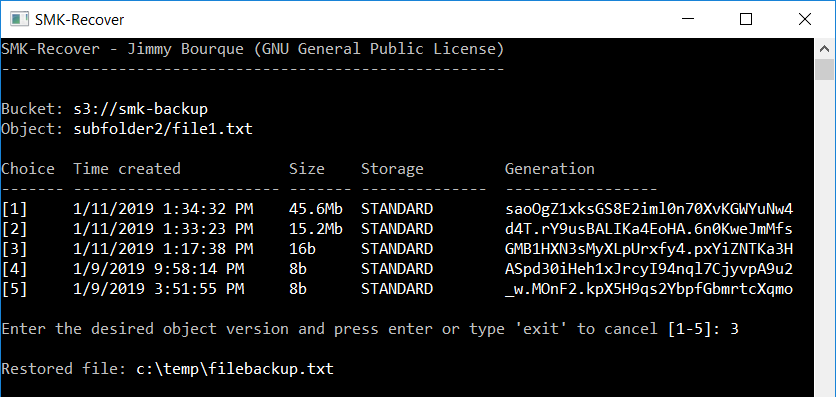 SMK-Recover
SMK-Recover - Jimmy Bourque (GNU General Public License)
--------------------------------------------------------
Bucket: s3://smk-backup
Object: subfolder2/file1.txt
Choice  Time created            Size    Storage         Generation
------- ----------------------- ------- --------------  -----------------
[1]     1/11/2019 1:34:32 PM    45.6Mb  STANDARD        saoOgZ1xksGS8E2iml0n70XvKGWYuNw4
[2]     1/11/2019 1:33:23 PM    15.2Mb  STANDARD        d4T.rY9usBALIKa4EoHA.6n0KweJmMfs
[3]     1/11/2019 1:17:38 PM    16b     STANDARD        GMB1HXN3sMyXLpUrxfy4.pxYiZNTKa3H
[4]     1/9/2019 9:58:14 PM     8b      STANDARD        ASpd30iHeh1xJrcyI94nql7CjyvpA9u2
[5]     1/9/2019 3:51:55 PM     8b      STANDARD        _w.MOnF2.kpX5H9qs2YbpfGbmrtcXqmo
Enter the desired object version and press enter or type 'exit' to cancel [1-5]: 3
Restored file: c:\temp\filebackup.txt